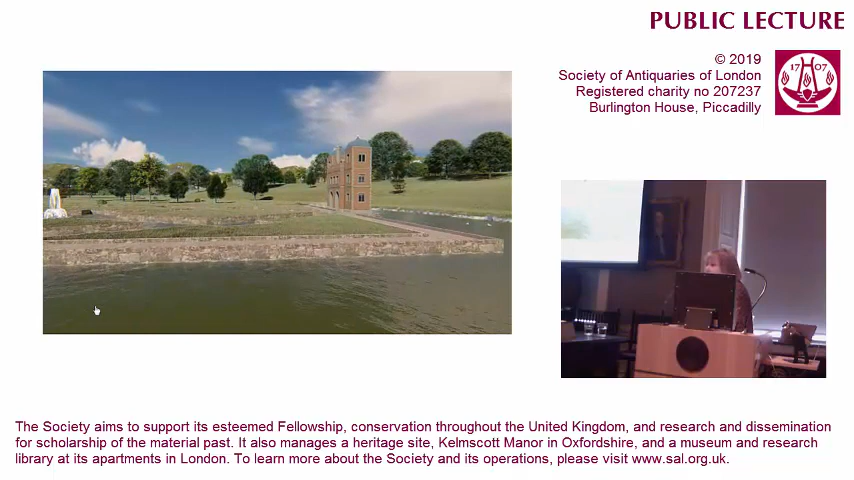 PUBLIC LECTURE
© 2019
Society of Antiquaries of London
Registered charity no 207237
Burlington House, Piccadilly
17 07
The Society aims to support its esteemed Fellowship, conservation throughout the United Kingdom, and research and dissemination
for scholarship of the material past. It also manages a heritage site, Kelmscott Manor in Oxfordshire, and a museum and research
library at its apartments in London. To learn more about the Society and its operations, please visit www.sal.org.uk.